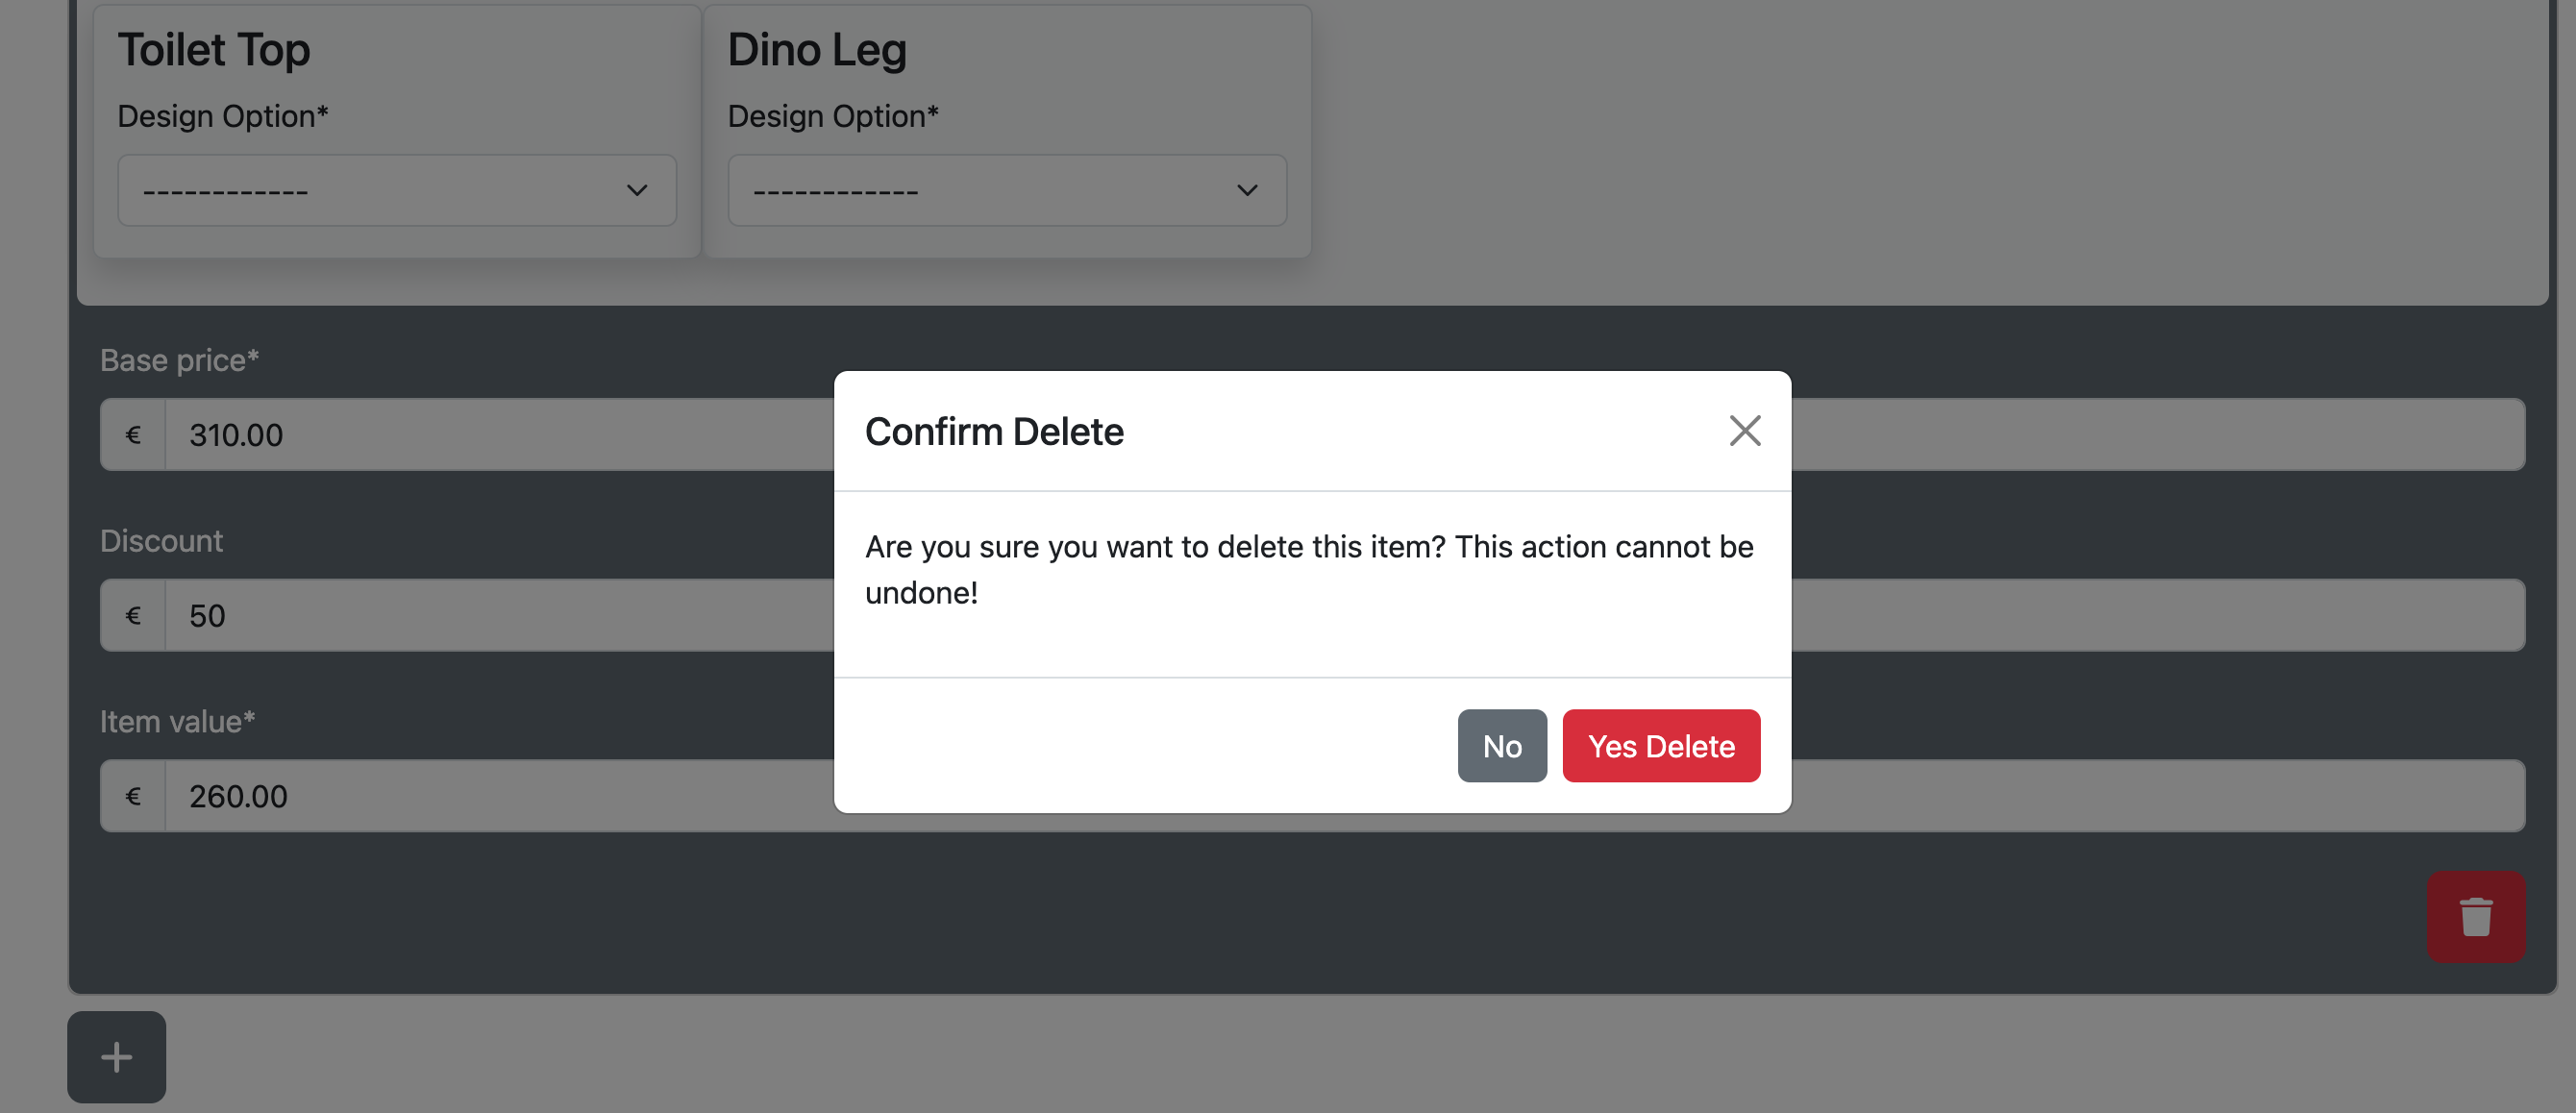 Toilet Top
Dino Leg
Design Option*
Design Option*
------------
------------
Base price*
€ 310.00
Discount
€ 50
Item value*
€ 260.00
Confirm Delete
Are you sure you want to delete this item? This action cannot be
undone!
No
Yes Delete